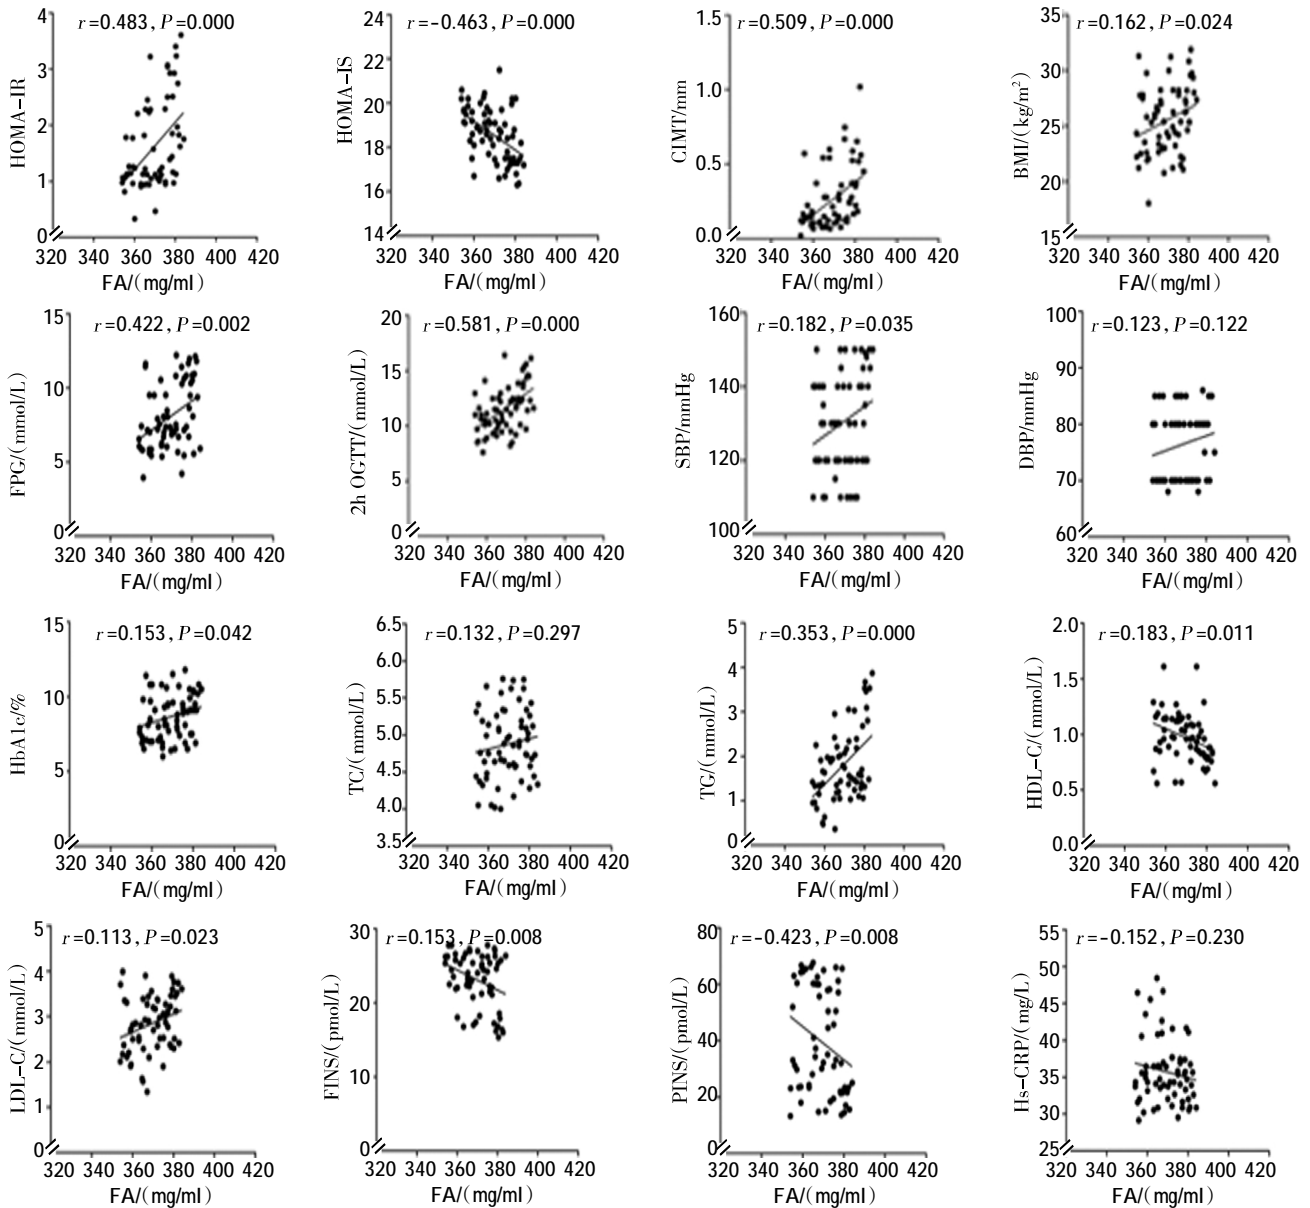 r=0.483, P=0.000
HOMA-IR
4
3
2
1
0
320 340 360 380 400 420
FA/(mg/ml)
r=-0.463, P=0.000
HOMA-IS
24
22
20
18
16
14
320 340 360 380 400 420
FA/(mg/ml)
r=0.509, P=0.000
CIMT/mm
1.5
1.0
0.5
0.0
320 340 360 380 400 420
FA/(mg/ml)
r=0.162, P=0.024
BMI/(kg/m²)
35
30
25
20
15
320 340 360 380 400 420
FA/(mg/ml)
r=0.422, P=0.002
FPG/(mmol/L)
15
10
5
0
320 340 360 380 400 420
FA/(mg/ml)
r=0.581, P=0.000
2h OGTT/(mmol/L)
20
15
10
5
0
320 340 360 380 400 420
FA/(mg/ml)
r=0.182, P=0.035
SBP/mmHg
160
140
120
100
320 340 360 380 400 420
FA/(mg/ml)
r=0.123, P=0.122
DBP/mmHg
100
90
80
70
60
320 340 360 380 400 420
FA/(mg/ml)
r=0.153, P=0.042
HbA1c/%
15
10
5
0
320 340 360 380 400 420
FA/(mg/ml)
r=0.132, P=0.297
TC/(mmol/L)
6.5
6.0
5.5
5.0
4.5
4.0
3.5
320 340 360 380 400 420
FA/(mg/ml)
r=0.353, P=0.000
TG/(mmol/L)
5
4
3
2
1
0
320 340 360 380 400 420
FA/(mg/ml)
r=0.183, P=0.011
HDL-C/(mmol/L)
2.0
1.5
1.0
0.5
0.0
320 340 360 380 400 420
FA/(mg/ml)
r=0.113, P=0.023
LDL-C/(mmol/L)
5
4
3
2
1
0
320 340 360 380 400 420
FA/(mg/ml)
r=0.153, P=0.008
FINS/(pmol/L)
30
20
10
0
320 340 360 380 400 420
FA/(mg/ml)
r=-0.423, P=0.008
PINS/(pmol/L)
80
60
40
20
0
320 340 360 380 400 420
FA/(mg/ml)
r=-0.152, P=0.230
Hs-CRP/(mg/L)
55
50
45
40
35
30
25
320 340 360 380 400 420
FA/(mg/ml)